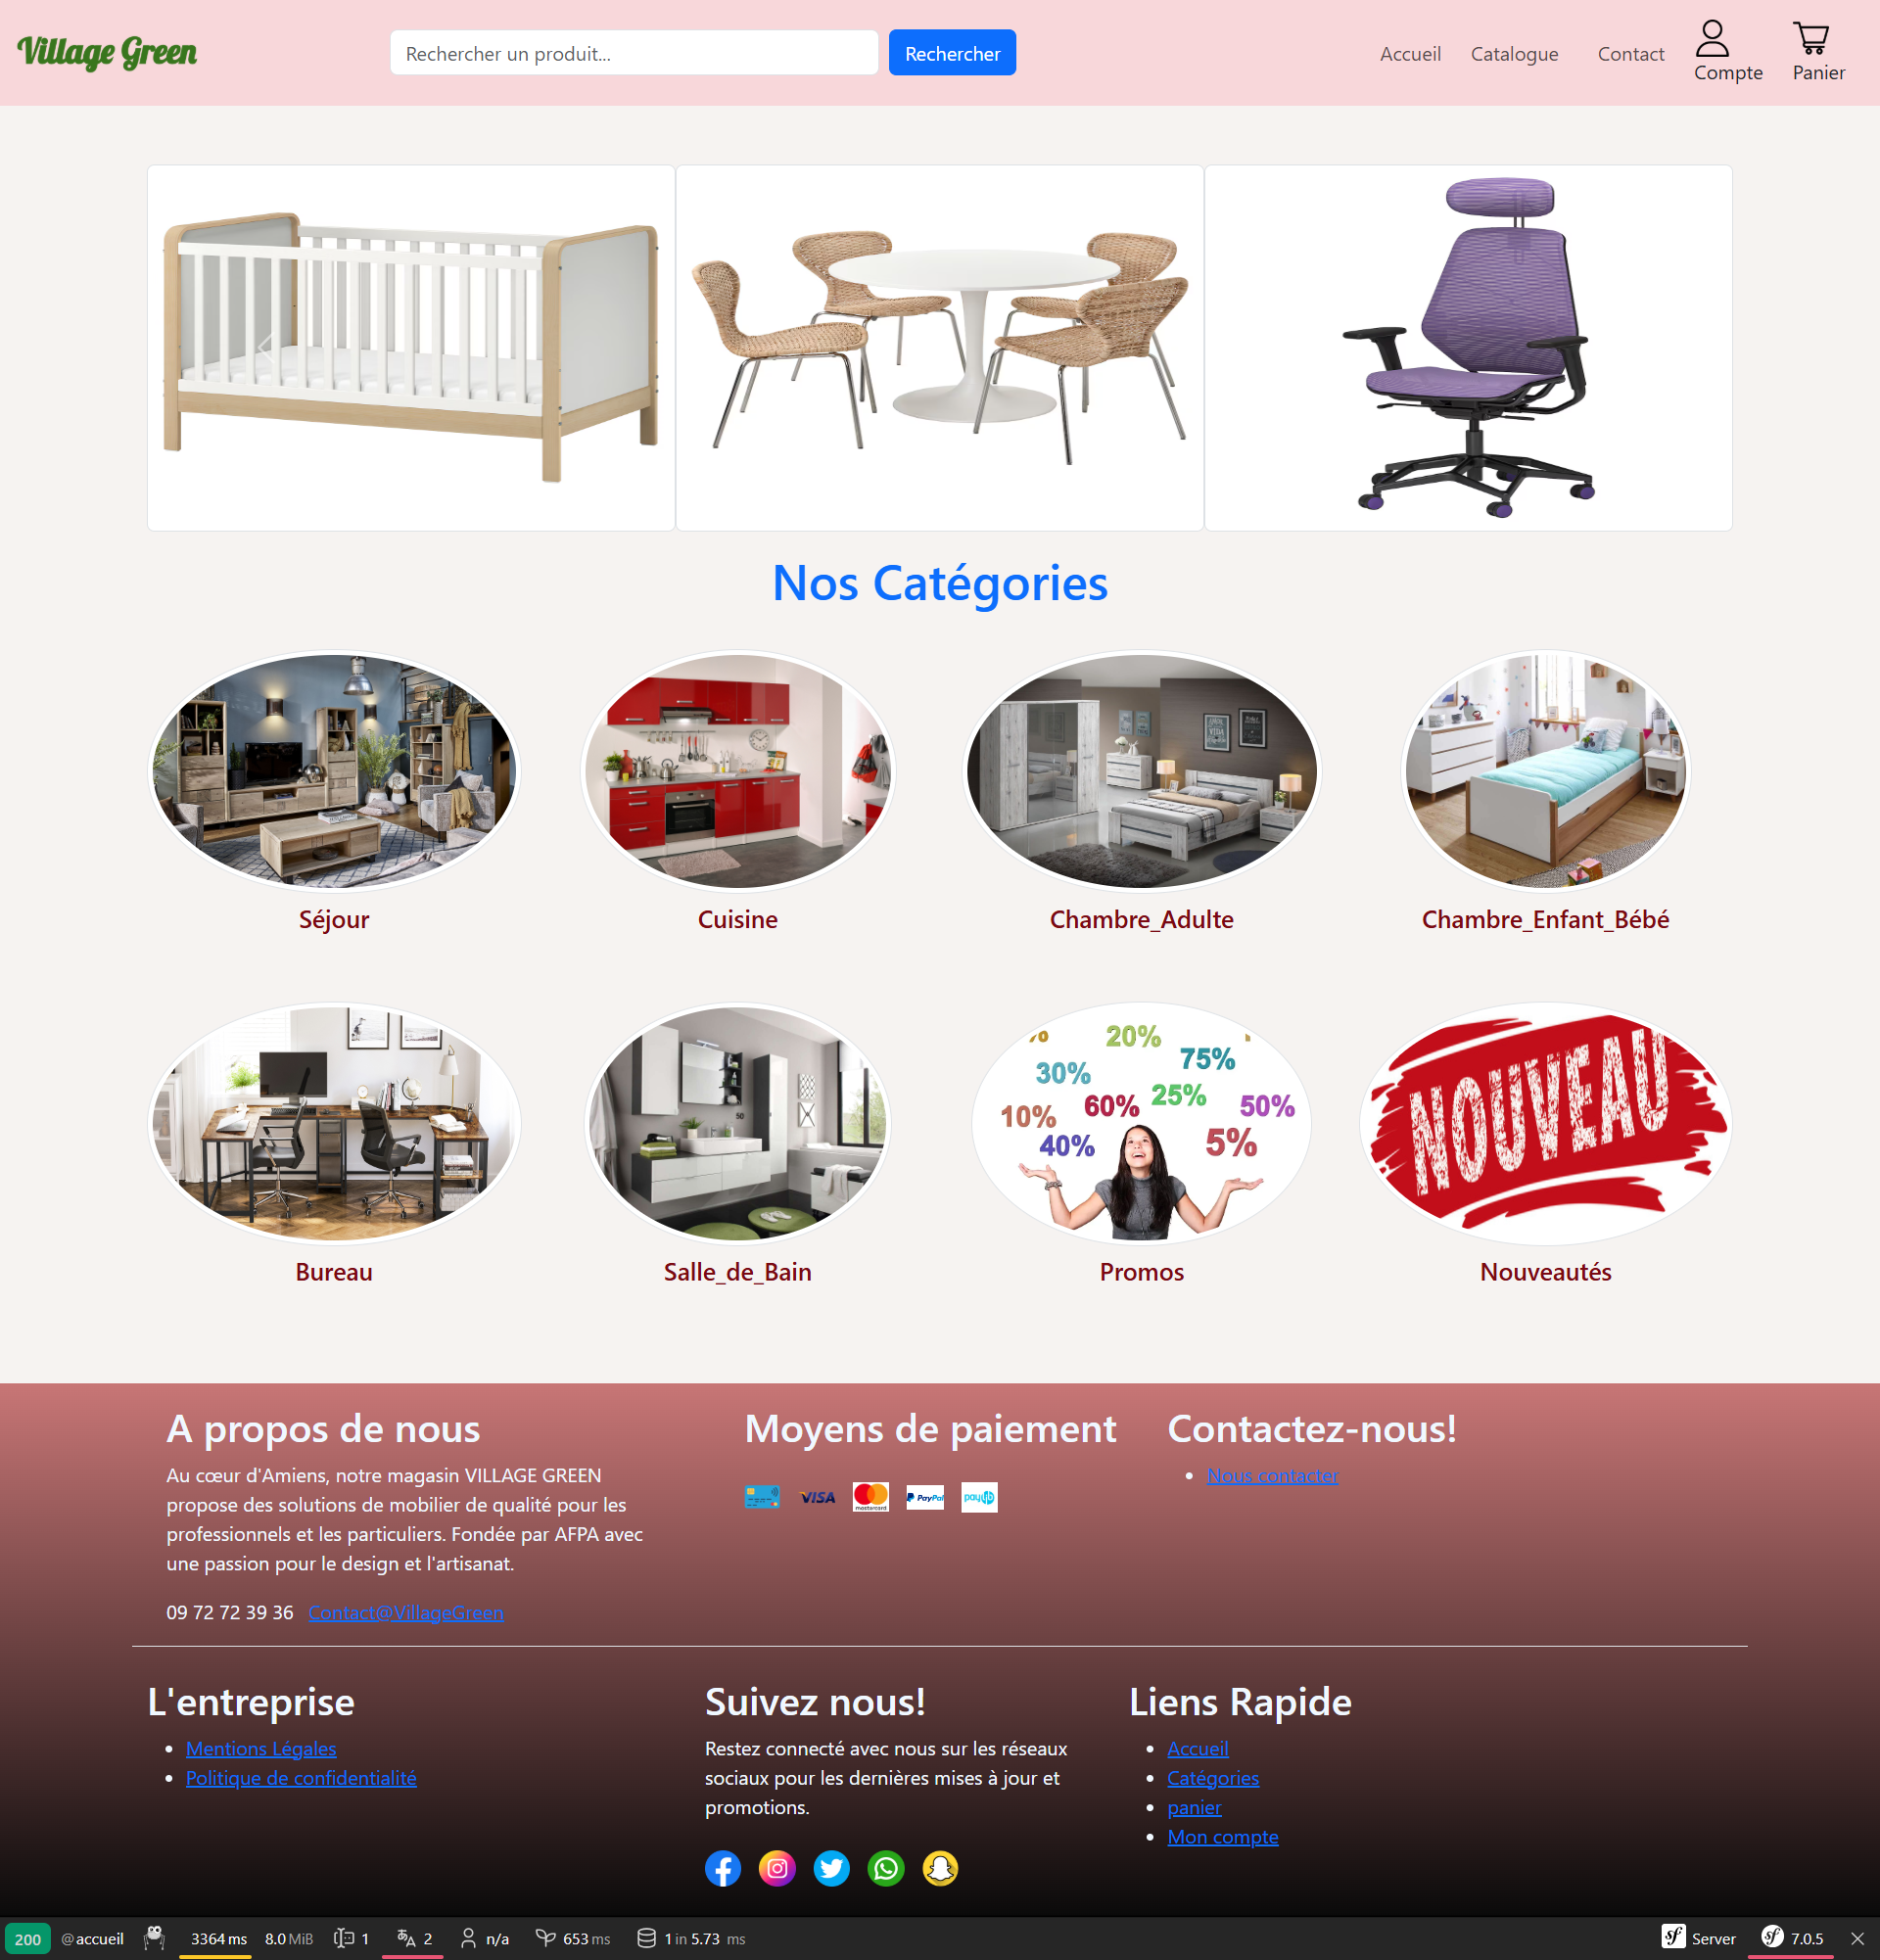 Village Green
Rechercher un produit...
Rechercher
Accueil
Catalogue
Contact
Compte
Panier
Nos Catégories
Séjour
Cuisine
Chambre_Adulte
Chambre_Enfant_Bébé
20%
75%
30%
25%
60%
50%
10%
40%
5%
NOUVEAU
Bureau
Salle_de_Bain
Promos
Nouveautés
A propos de nous
Au cœur d'Amiens, notre magasin VILLAGE GREEN
propose des solutions de mobilier de qualité pour les
professionnels et les particuliers. Fondée par AFPA avec
une passion pour le design et l'artisanat.
09 72 72 39 36 Contact@VillageGreen
Moyens de paiement
VISA
mastercard
PayPal
paylib
Contactez-nous!
Nous contacter
L'entreprise
Mentions Légales
Politique de confidentialité
Suivez nous!
Restez connecté avec nous sur les réseaux
sociaux pour les dernières mises à jour et
promotions.
Liens Rapide
Accueil
Catégories
panier
Mon compte
200 @accueil 3364 ms 8.0 MiB 1 2 n/a 653 ms 1 in 5.73 ms Server 7.0.5